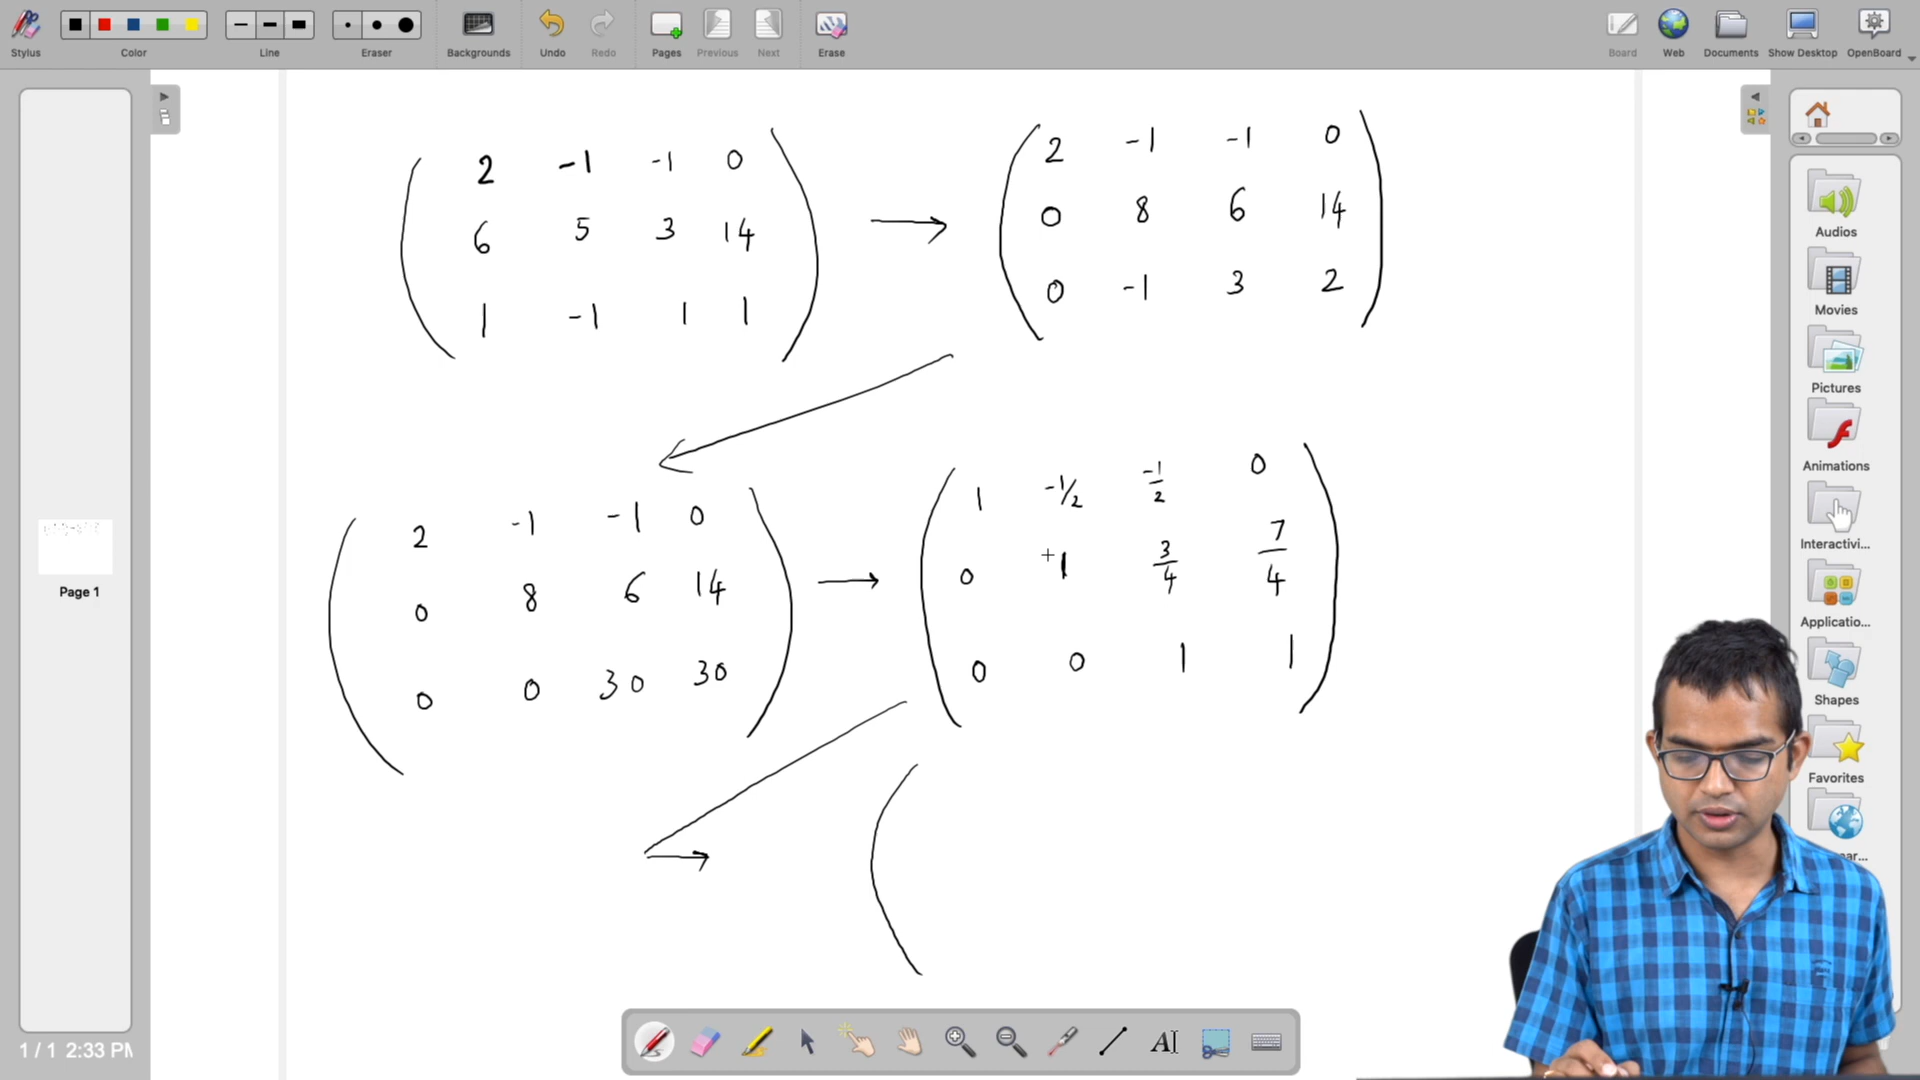 Stylus Color Line Eraser Backgrounds Undo Redo Pages Previous Next Erase Board Web Documents Show Desktop OpenBoard
2 -1 -1 0
6 5 3 14
1 -1 1 1
2 -1 -1 0
0 8 6 14
0 -1 3 2
2 -1 -1 0
0 8 6 14
0 0 30 30
1 -1/2 -1/2 0
0 1 3/4 7/4
0 0 1 1
Page 1
1 / 1 2:33 PM
Audios
Movies
Pictures
Animations
Interactivi...
Applicatio...
Shapes
Favorites
AI